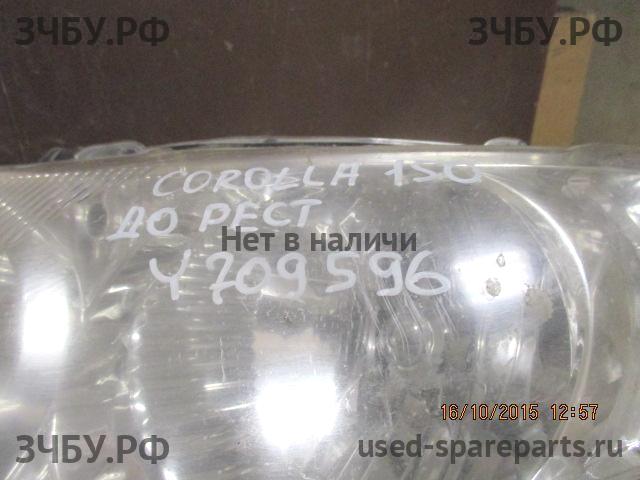 ЗЧБУ.РФ ЗЧБУ.РФ
COROLLA 150
ДО РЕСТ
Нет в наличи
Y709596
16/10/2015 12:57
ЗЧБУ.РФ used-spareparts.ru